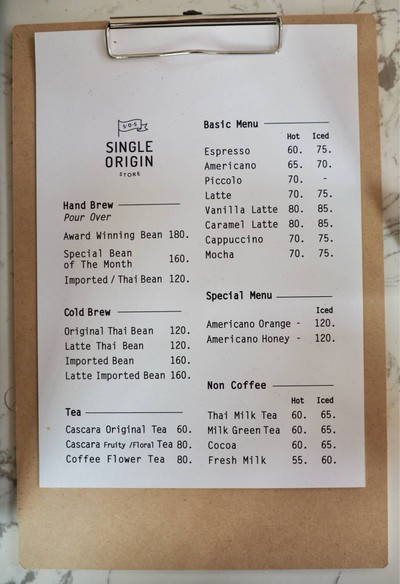 S·O·S
SINGLE
ORIGIN
STORE
Hand Brew
Pour Over
Award Winning Bean 180.
Special Bean
of The Month 160.
Imported / Thai Bean 120.
Cold Brew
Original Thai Bean 120.
Latte Thai Bean 120.
Imported Bean 160.
Latte Imported Bean 160.
Tea
Cascara Original Tea 60.
Cascara Fruity /Floral Tea 80.
Coffee Flower Tea 80.
Basic Menu
Hot Iced
Espresso 60. 75.
Americano 65. 70.
Piccolo 70. -
Latte 70. 75.
Vanilla Latte 80. 85.
Caramel Latte 80. 85.
Cappuccino 70. 75.
Mocha 70. 75.
Special Menu
Iced
Americano Orange - 120.
Americano Honey - 120.
Non Coffee
Hot Iced
Thai Milk Tea 60. 65.
Milk Green Tea 60. 65.
Cocoa 60. 65.
Fresh Milk 55. 60.